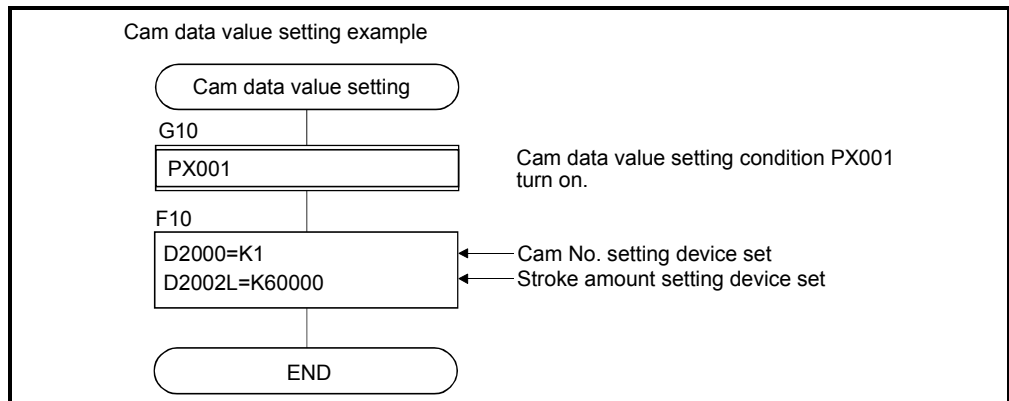 Cam data value setting example
Cam data value setting
G10
PX001
Cam data value setting condition PX001
turn on.
F10
D2000=K1
Cam No. setting device set
D2002L=K60000
Stroke amount setting device set
END